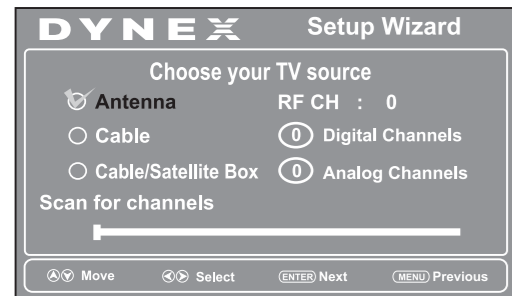 DYNEX Setup Wizard
Choose your TV source
Antenna RF CH : 0
Cable 0 Digital Channels
Cable/Satellite Box 0 Analog Channels
Scan for channels
Move Select ENTER Next MENU Previous